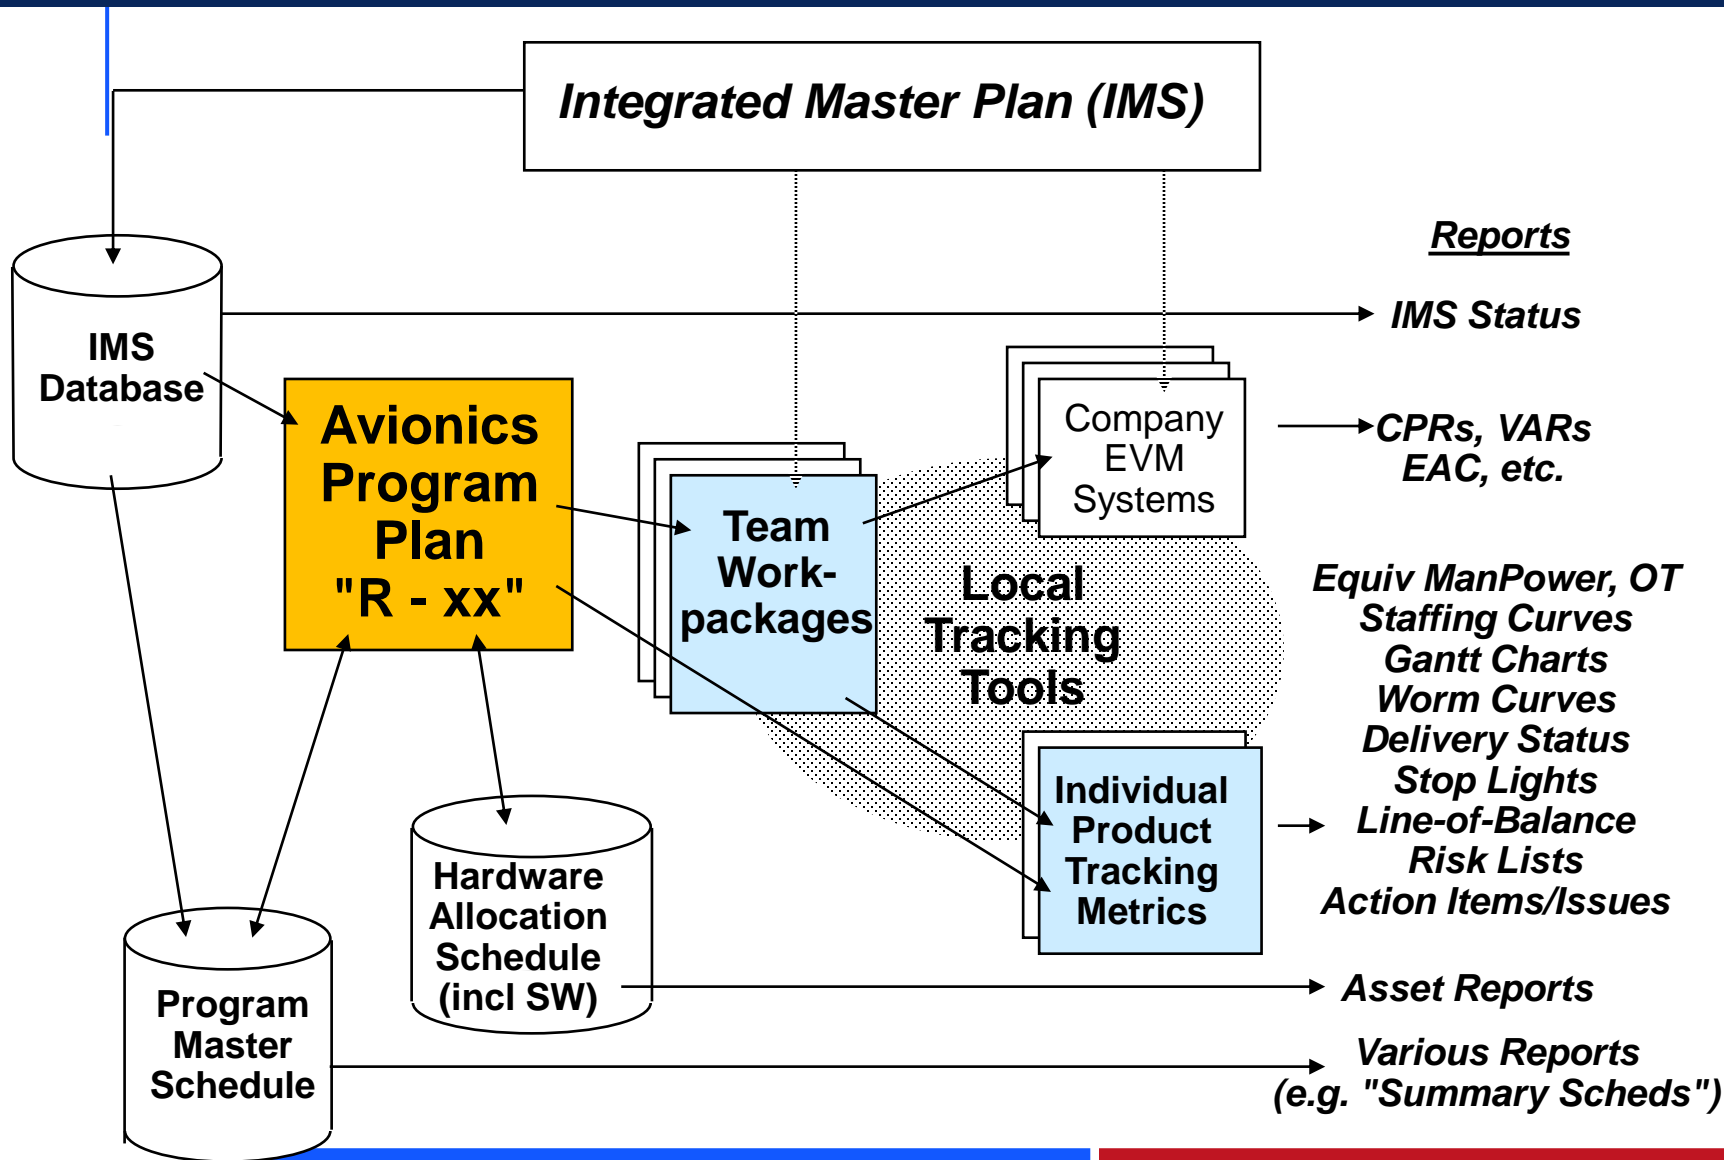 Integrated Master Plan (IMS)
Reports
IMS Status
IMS
Database
Avionics
Program
Plan
"R - xx"
Team
Work-
packages
Company
EVM
Systems
CPRs, VARs
EAC, etc.
Local
Tracking
Tools
Equiv ManPower, OT
Staffing Curves
Gantt Charts
Worm Curves
Delivery Status
Stop Lights
Line-of-Balance
Risk Lists
Action Items/Issues
Individual
Product
Tracking
Metrics
Hardware
Allocation
Schedule
(incl SW)
Asset Reports
Program
Master
Schedule
Various Reports
(e.g. "Summary Scheds")